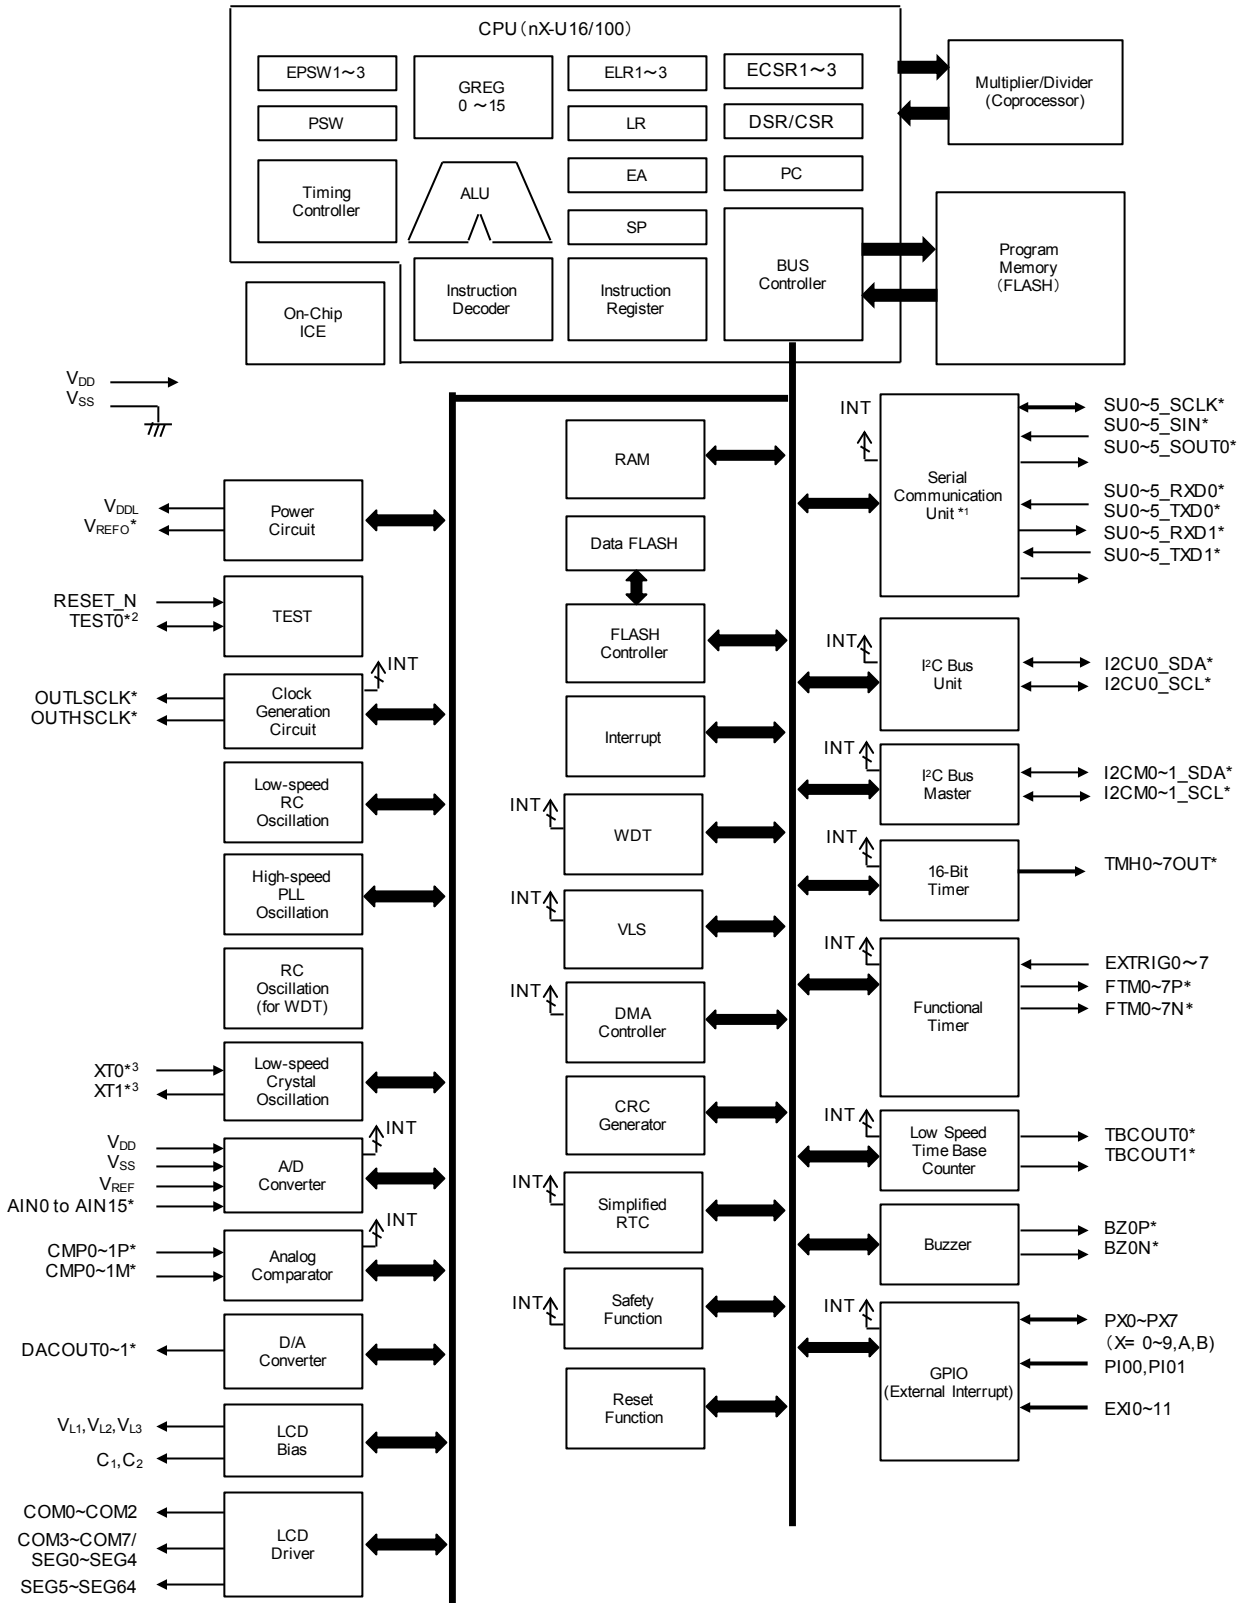 CPU（nX-U16/100）
EPSW1～3
GREG
0 ～15
ELR1～3
ECSR1～3
PSW
LR
DSR/CSR
Timing
Controller
ALU
EA
PC
SP
BUS
Controller
Instruction
Decoder
Instruction
Register
On-Chip
ICE
Multiplier/Divider
(Coprocessor)
Program
Memory
（FLASH）
VDD
VSS
VDDL
VREFO*
Power
Circuit
RESET_N
TEST0*2
TEST
INT
OUTLSCLK*
OUTHSCLK*
Clock
Generation
Circuit
Low-speed
RC
Oscillation
High-speed
PLL
Oscillation
RC
Oscillation
(for WDT)
XT0*3
XT1*3
Low-speed
Crystal
Oscillation
INT
VDD
VSS
VREF
AIN0 to AIN15*
A/D
Converter
INT
CMP0~1P*
CMP0~1M*
Analog
Comparator
DACOUT0~1*
D/A
Converter
VL1,VL2,VL3
C1,C2
LCD
Bias
COM0~COM2
COM3~COM7/
SEG0~SEG4
SEG5~SEG64
LCD
Driver
RAM
Data FLASH
FLASH
Controller
Interrupt
INT
WDT
INT
VLS
INT
DMA
Controller
CRC
Generator
INT
Simplified
RTC
INT
Safety
Function
Reset
Function
INT
Serial
Communication
Unit *1
SU0~5_SCLK*
SU0~5_SIN*
SU0~5_SOUT0*
SU0~5_RXD0*
SU0~5_TXD0*
SU0~5_RXD1*
SU0~5_TXD1*
INT
I2C Bus
Unit
I2CU0_SDA*
I2CU0_SCL*
INT
I2C Bus
Master
I2CM0~1_SDA*
I2CM0~1_SCL*
INT
16-Bit
Timer
TMH0~7OUT*
INT
Functional
Timer
EXTRIG0～7
FTM0~7P*
FTM0~7N*
INT
Low Speed
Time Base
Counter
TBCOUT0*
TBCOUT1*
Buzzer
BZ0P*
BZ0N*
INT
GPIO
(External Interrupt)
PX0~PX7
（X= 0~9,A,B)
PI00,PI01
EXI0~11